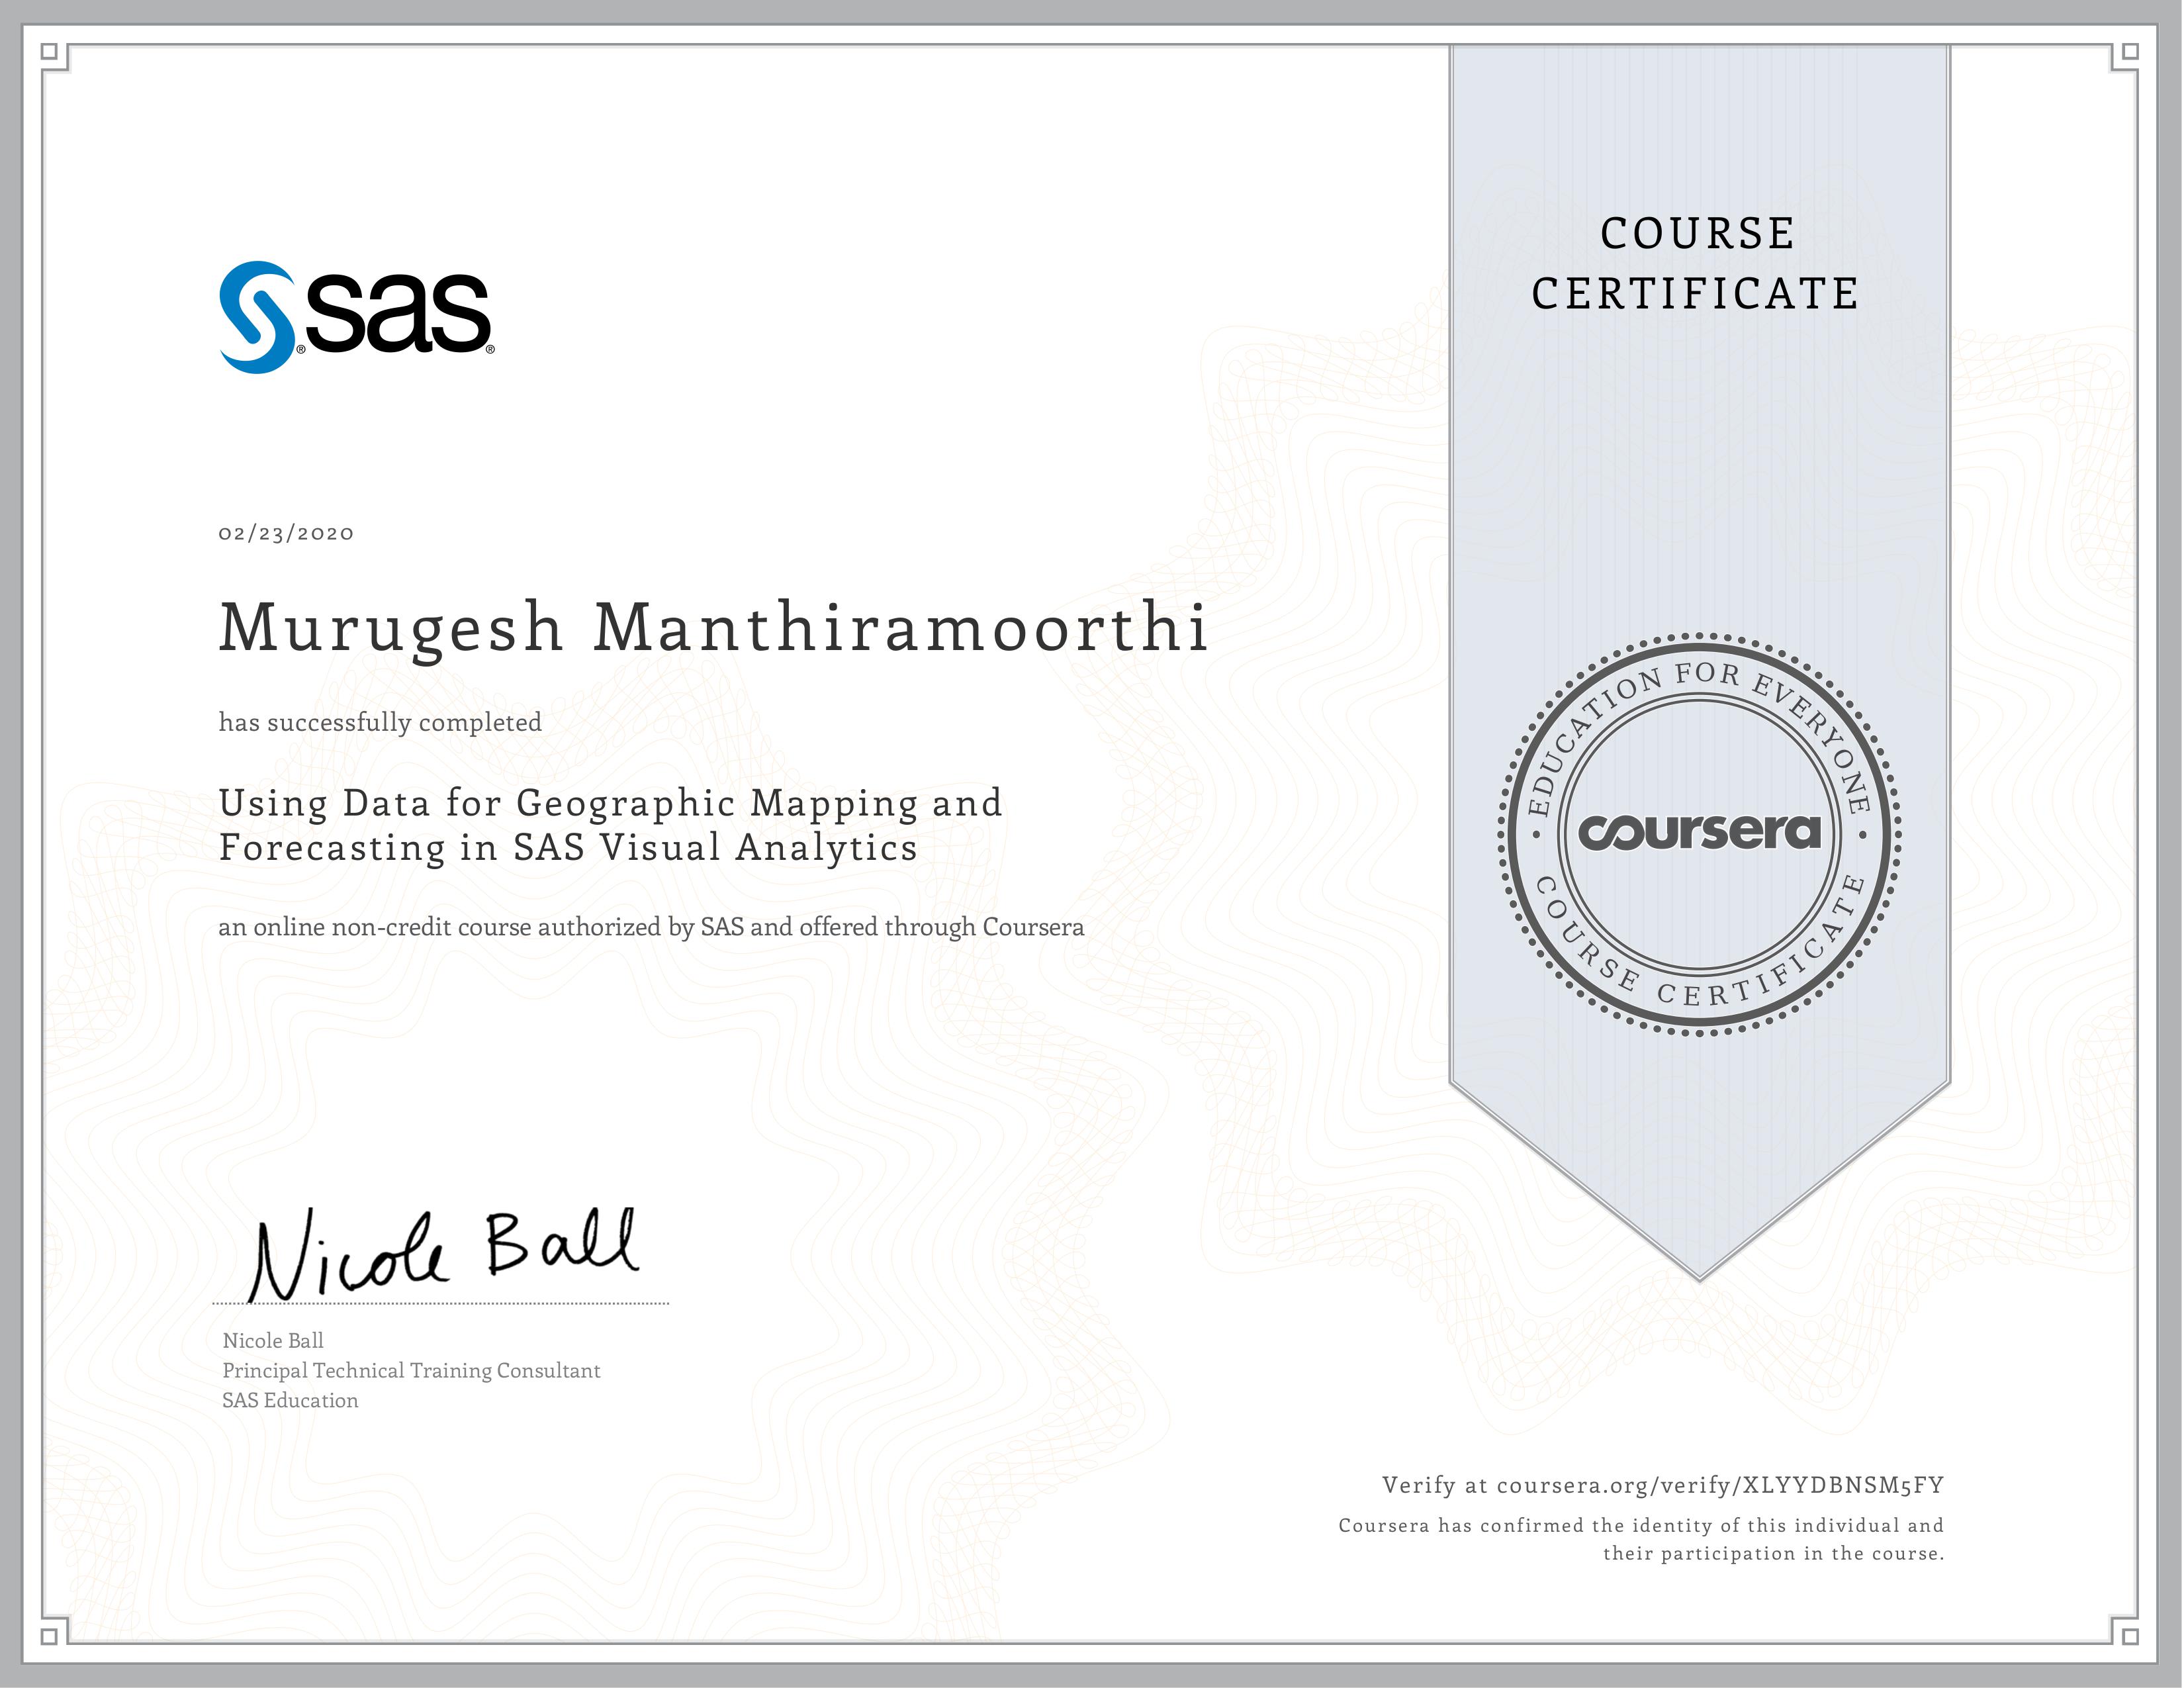 sas
COURSE
CERTIFICATE
02/23/2020
Murugesh Manthiramoorthi
has successfully completed
Using Data for Geographic Mapping and
Forecasting in SAS Visual Analytics
an online non-credit course authorized by SAS and offered through Coursera
EDUCATION FOR EVERYONE
coursera
COURSE CERTIFICATE
Nicole Ball
Nicole Ball
Principal Technical Training Consultant
SAS Education
Verify at coursera.org/verify/XLYYDBNSM5FY
Coursera has confirmed the identity of this individual and
their participation in the course.